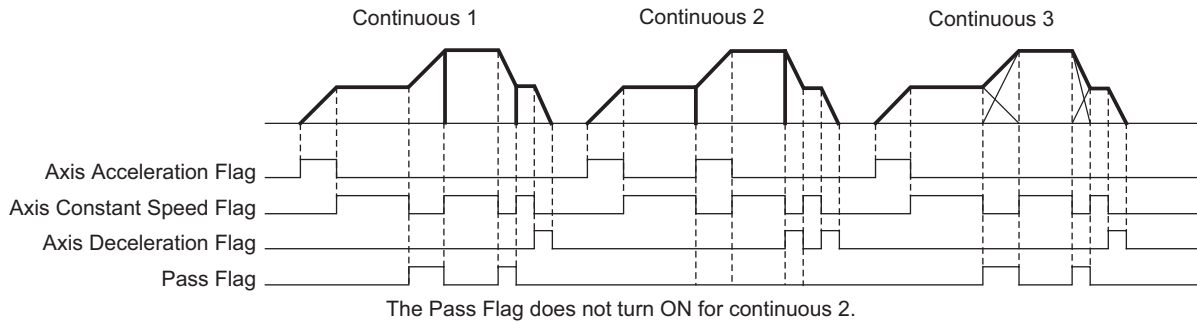 Continuous 1
Continuous 2
Continuous 3
Axis Acceleration Flag
Axis Constant Speed Flag
Axis Deceleration Flag
Pass Flag
The Pass Flag does not turn ON for continuous 2.